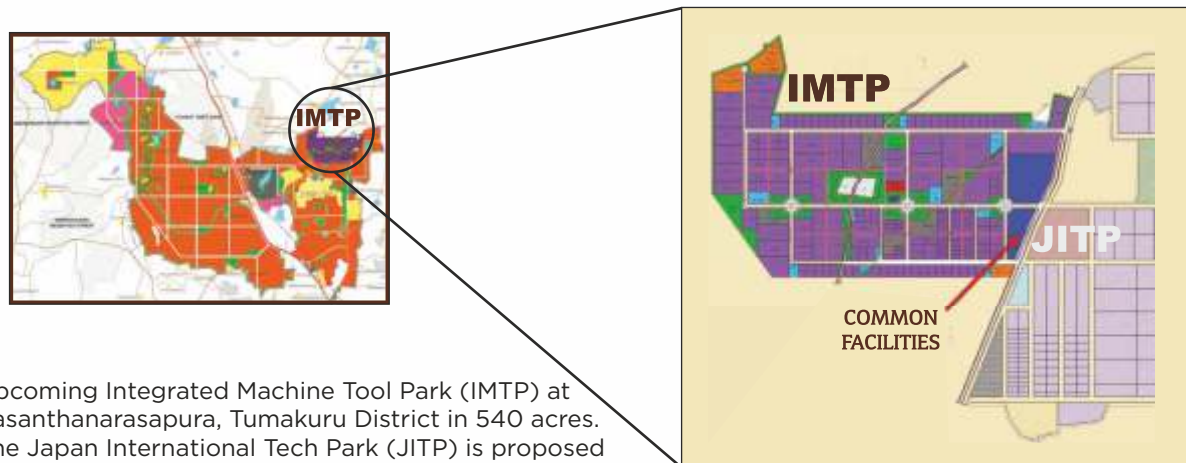 IMTP
IMTP
JITP
COMMON
FACILITIES
pcoming Integrated Machine Tool Park (IMTP) at
asanthanarasapura, Tumakuru District in 540 acres.
he Japan International Tech Park (JITP) is proposed